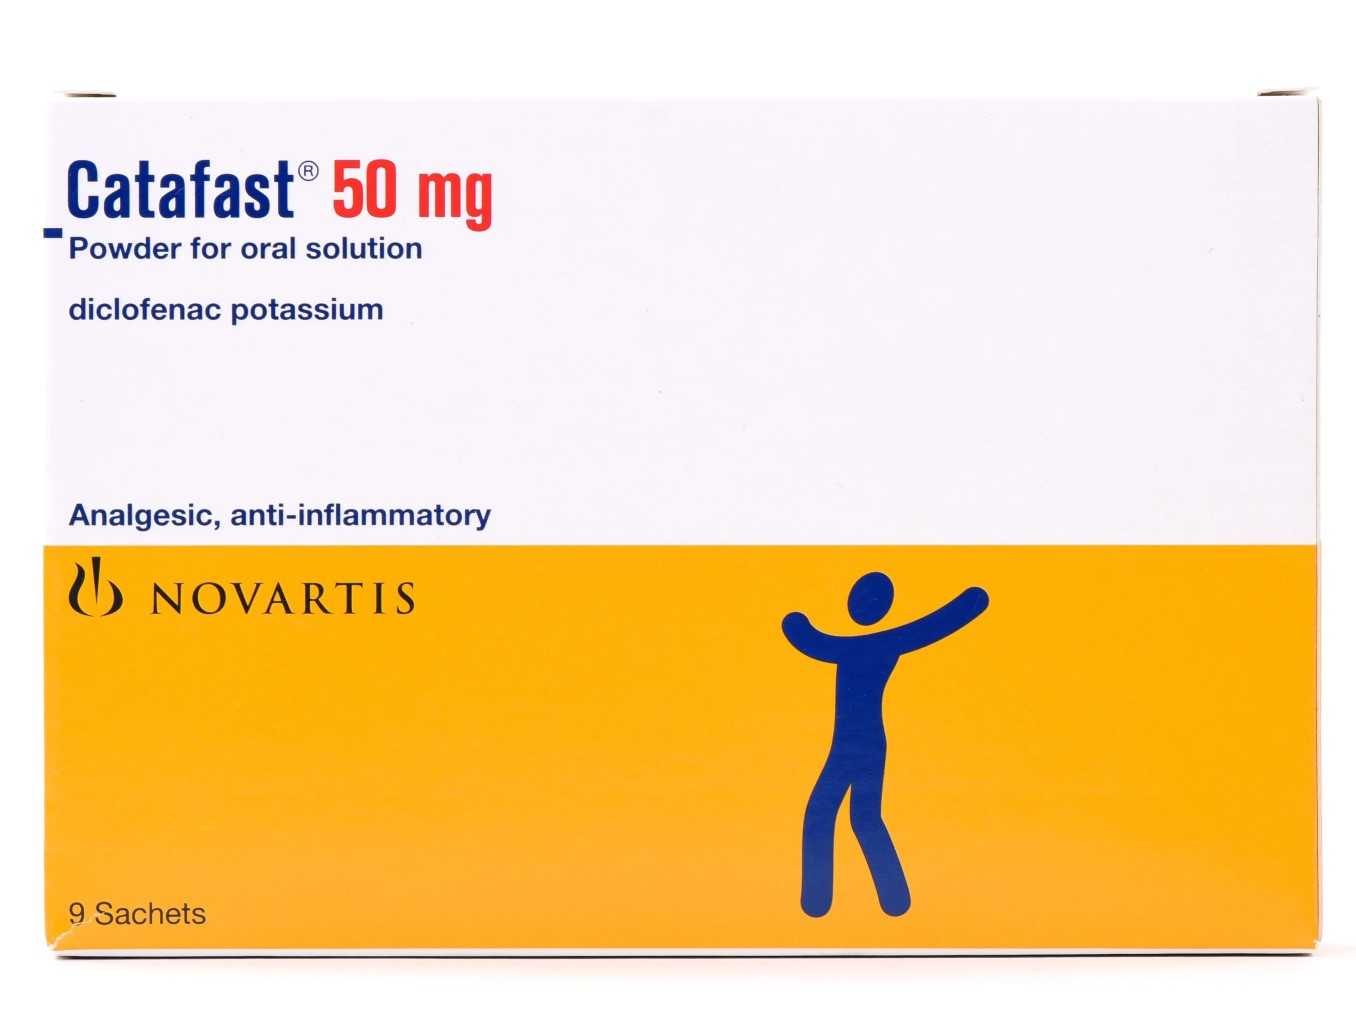 Catafast® 50 mg
Powder for oral solution
diclofenac potassium
Analgesic, anti-inflammatory
NOVARTIS
9 Sachets